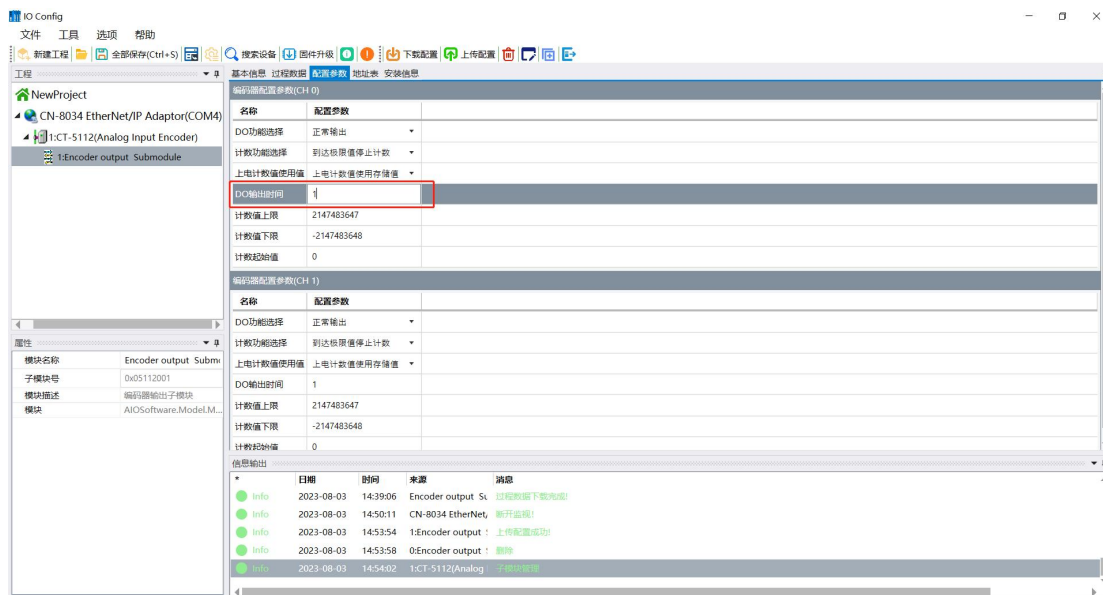 IO Config
文件 工具 选项 帮助
新建工程 全部保存(Ctrl+S) 搜索设备 固件升级 下载配置 上传配置
工程
NewProject
CN-8034 EtherNet/IP Adaptor(COM4)
1:CT-5112(Analog Input Encoder)
1:Encoder output Submodule
属性
模块名称 Encoder output Subm
子模块号 0x05112001
模块描述 编码器输出子模块
模块 AIOSoftware.Model.M...
基本信息 过程数据 配置参数 地址表 安装信息
编码器配置参数(CH 0)
名称 配置参数
DO功能选择 正常输出
计数功能选择 到达极限值停止计数
上电计数值使用值 上电计数值使用存储值
DO输出时间 1
计数值上限 2147483647
计数值下限 -2147483648
计数起始值 0
编码器配置参数(CH 1)
名称 配置参数
DO功能选择 正常输出
计数功能选择 到达极限值停止计数
上电计数值使用值 上电计数值使用存储值
DO输出时间 1
计数值上限 2147483647
计数值下限 -2147483648
计数起始值 0
信息输出
* 日期 时间 来源 消息
Info 2023-08-03 14:39:06 Encoder output Su 过程数据下载完成!
Info 2023-08-03 14:50:11 CN-8034 EtherNet/ 断开监视!
Info 2023-08-03 14:53:54 1:Encoder output 上传配置成功!
Info 2023-08-03 14:53:58 0:Encoder output 删除
Info 2023-08-03 14:54:02 1:CT-5112(Analog 子模块管理